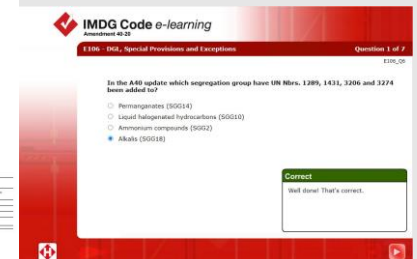 IMDG Code e-learning
Amendment 40-20
E106 - DGL, Special Provisions and Exceptions
Question 1 of 7
E106_Q6
In the A40 update which segregation group have UN Nbrs. 1289, 1431, 3206 and 3274
been added to?
Permanganates (SGG14)
Liquid halogenated hydrocarbons (SGG10)
Ammonium compounds (SGG2)
Alkalis (SGG18)
Correct
Well done! That's correct.